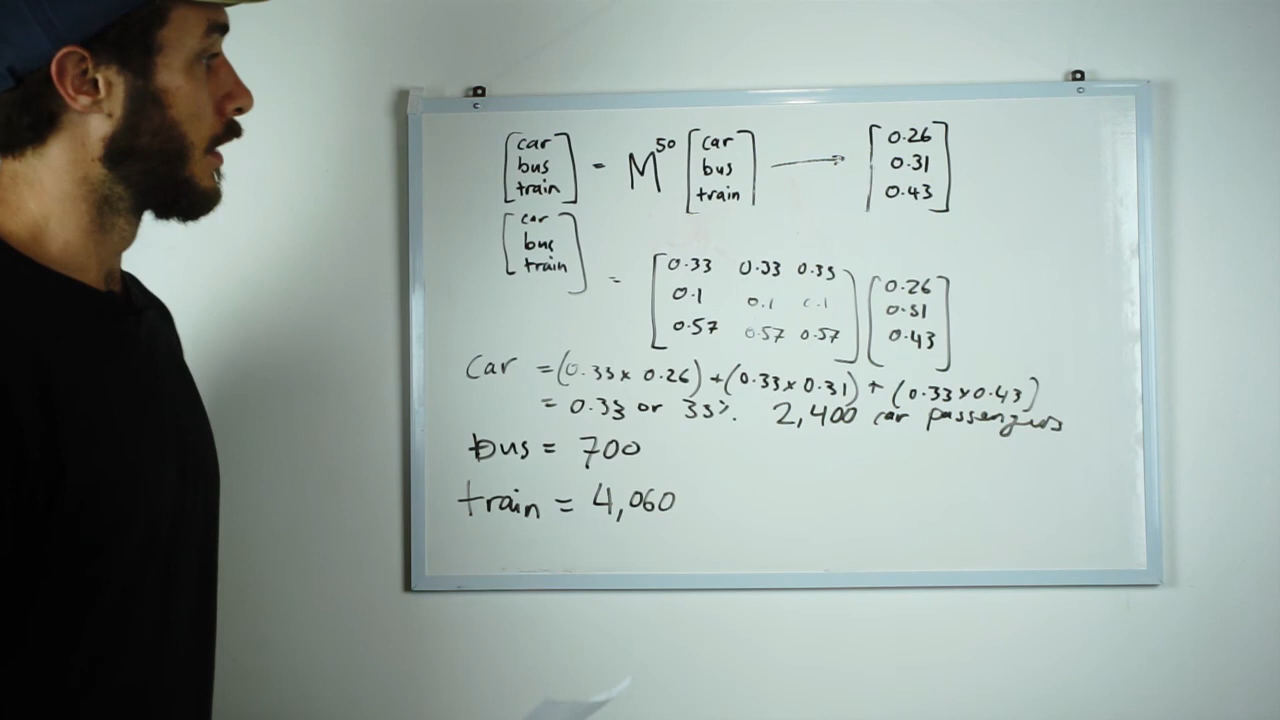 [car bus train] = M^50 [car bus train] → [0.26 0.31 0.43]
[car bus train] = [0.33 0.33 0.33 0.1 0.1 0.1 0.57 0.57 0.57] [0.26 0.31 0.43]
car = (0.33 x 0.26) + (0.33 x 0.31) + (0.33 x 0.43)
= 0.33 or 33%. 2,400 car passengers
bus = 700
train = 4,060